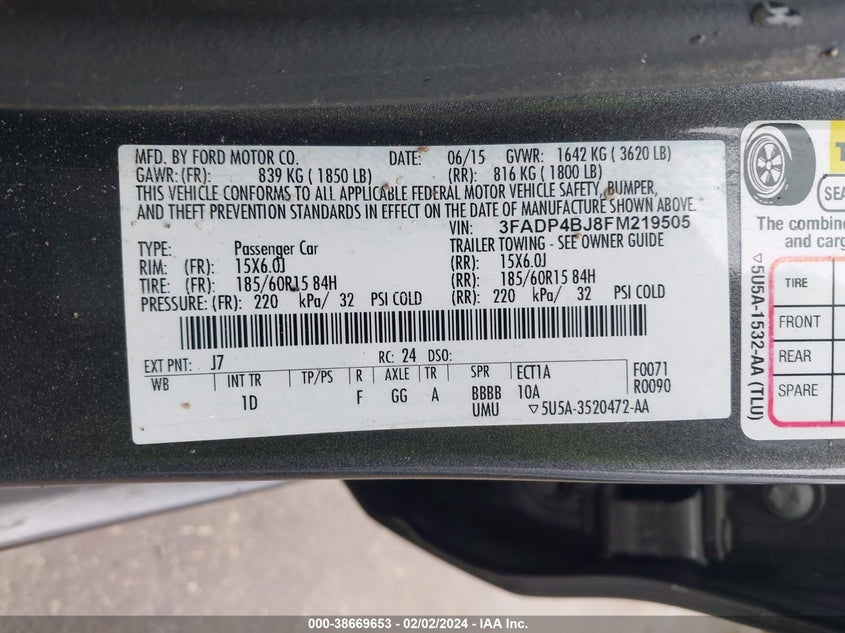 MFD. BY FORD MOTOR CO. DATE: 06/15 GVWR: 1642 KG ( 3620 LB)
GAWR: (FR) 839 KG ( 1850 LB) (RR): 816 KG ( 1800 LB)
THIS VEHICLE CONFORMS TO ALL APPLICABLE FEDERAL MOTOR VEHICLE SAFETY, BUMPER,
AND THEFT PREVENTION STANDARDS IN EFFECT ON THE DATE OF MANUFACTURE SHOWN ABOVE.
VIN: 3FADP4BJ8FM219505
TYPE: Passenger Car TRAILER TOWING - SEE OWNER GUIDE
RIM: (FR) 15X6.0J (RR): 15X6.0J
TIRE: (FR) 185/60R15 84H (RR): 185/60R15 84H
PRESSURE: (FR) 220 kPa/ 32 PSI COLD (RR): 220 kPa/ 32 PSI COLD
EXT PNT: J7 RC: 24 DSO:
WB INT TR TP/PS R AXLE TR SPR ECT1A F0071
1D F GG A BBBB 10A R0090
UMU ▽5U5A-3520472-AA
SEA
The combine
and carg
TIRE
FRONT
REAR
SPARE
▽5U5A-1532-AA (TLU)
000-38669653 / 02/02/2024 - IAA Inc.